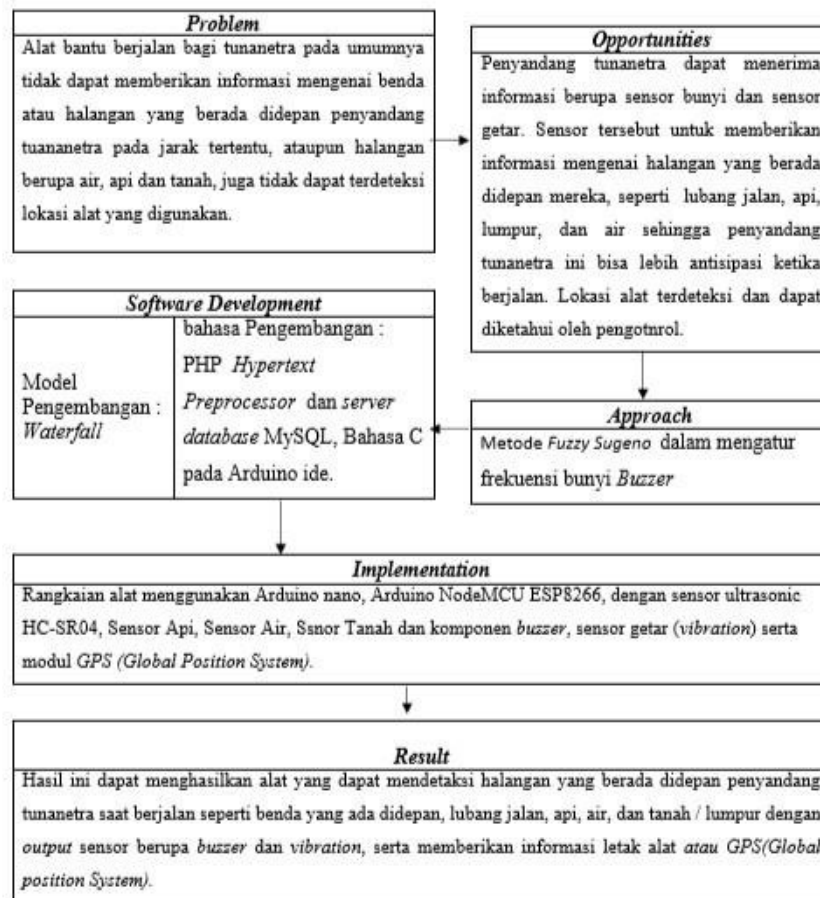 Problem
Alat bantu berjalan bagi tunanetra pada umumnya
tidak dapat memberikan informasi mengenai benda
atau halangan yang berada didepan penyandang
tuananetra pada jarak tertentu, ataupun halangan
berupa air, api dan tanah, juga tidak dapat terdeteksi
lokasi alat yang digunakan.
Opportunities
Penyandang tunanetra dapat menerima
informasi berupa sensor bunyi dan sensor
getar. Sensor tersebut untuk memberikan
informasi mengenai halangan yang berada
didepan mereka, seperti lubang jalan, api,
lumpur, dan air sehingga penyandang
tunanetra ini bisa lebih antisipasi ketika
berjalan. Lokasi alat terdeteksi dan dapat
diketahui oleh pengotnrol.
Approach
Metode Fuzzy Sugeno dalam mengatur
frekuensi bunyi Buzzer
Software Development
Model
Pengembangan :
Waterfall
bahasa Pengembangan :
PHP Hypertext
Preprocessor dan server
database MySQL, Bahasa C
pada Arduino ide.
Implementation
Rangkaian alat menggunakan Arduino nano, Arduino NodeMCU ESP8266, dengan sensor ultrasonic
HC-SR04, Sensor Api, Sensor Air, Ssnor Tanah dan komponen buzzer, sensor getar (vibration) serta
modul GPS (Global Position System).
Result
Hasil ini dapat menghasilkan alat yang dapat mendetaksi halangan yang berada didepan penyandang
tunanetra saat berjalan seperti benda yang ada didepan, lubang jalan, api, air, dan tanah / lumpur dengan
output sensor berupa buzzer dan vibration, serta memberikan informasi letak alat atau GPS(Global
position System).